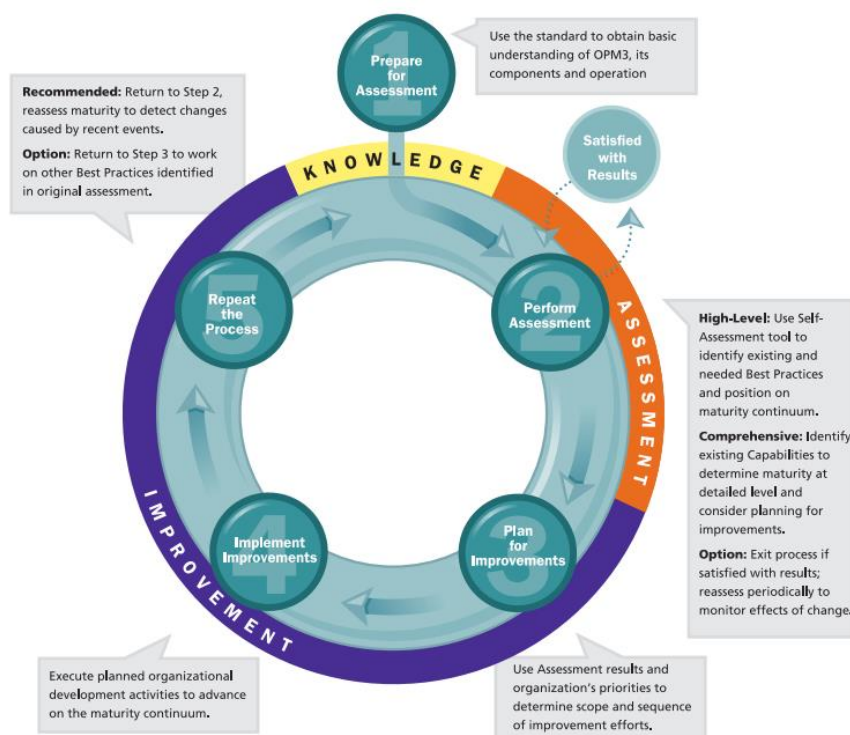 1
Prepare
for
Assessment
Use the standard to obtain basic
understanding of OPM3, its
components and operation
Recommended: Return to Step 2,
reassess maturity to detect changes
caused by recent events.
Option: Return to Step 3 to work
on other Best Practices identified
in original assessment.
Satisfied
with
Results
KNOWLEDGE
ASSESSMENT
IMPROVEMENT
2
Perform
Assessment
High-Level: Use Self-
Assessment tool to
identify existing and
needed Best Practices
and position on
maturity continuum.
Comprehensive: Identify
existing Capabilities to
determine maturity at
detailed level and
consider planning for
improvements.
Option: Exit process if
satisfied with results;
reassess periodically to
monitor effects of change.
3
Plan
for
Improvements
Use Assessment results and
organization's priorities to
determine scope and sequence
of improvement efforts.
4
Implement
Improvements
Execute planned organizational
development activities to advance
on the maturity continuum.
5
Repeat
the
Process